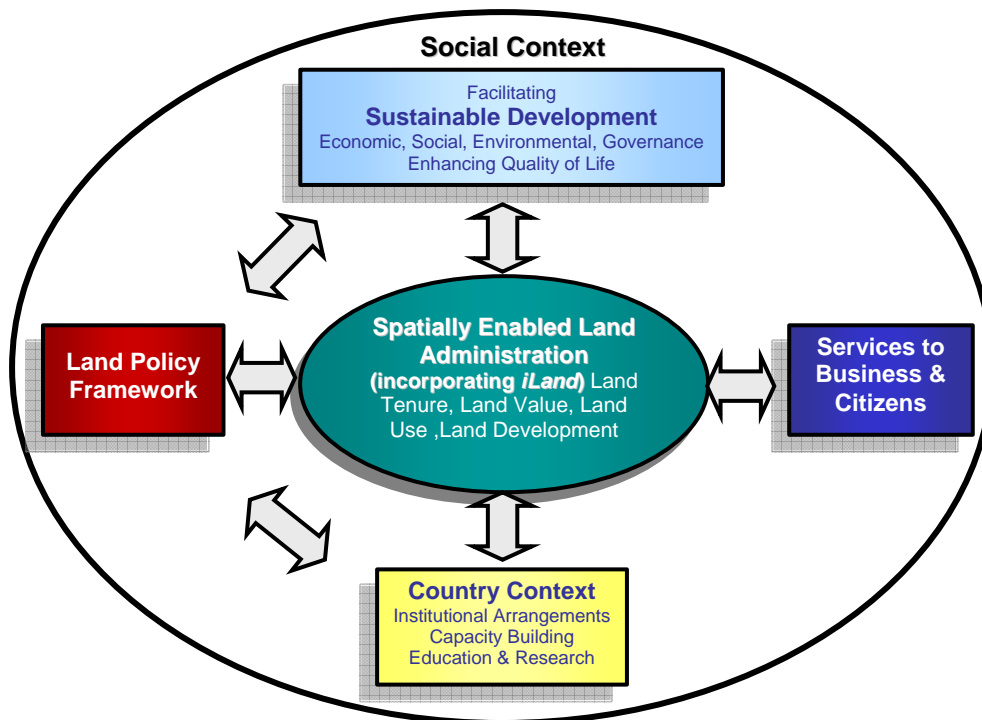 Social Context
Facilitating
Sustainable Development
Economic, Social, Environmental, Governance
Enhancing Quality of Life
Land Policy
Framework
Spatially Enabled Land
Administration
(incorporating iLand) Land
Tenure, Land Value, Land
Use ,Land Development
Services to
Business &
Citizens
Country Context
Institutional Arrangements
Capacity Building
Education & Research